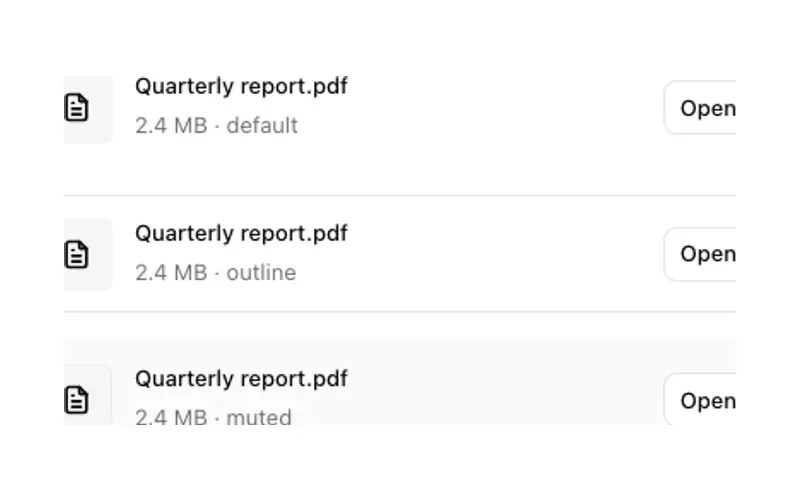 Quarterly report.pdf
2.4 MB · default
Open
Quarterly report.pdf
2.4 MB · outline
Open
Quarterly report.pdf
2.4 MB · muted
Open